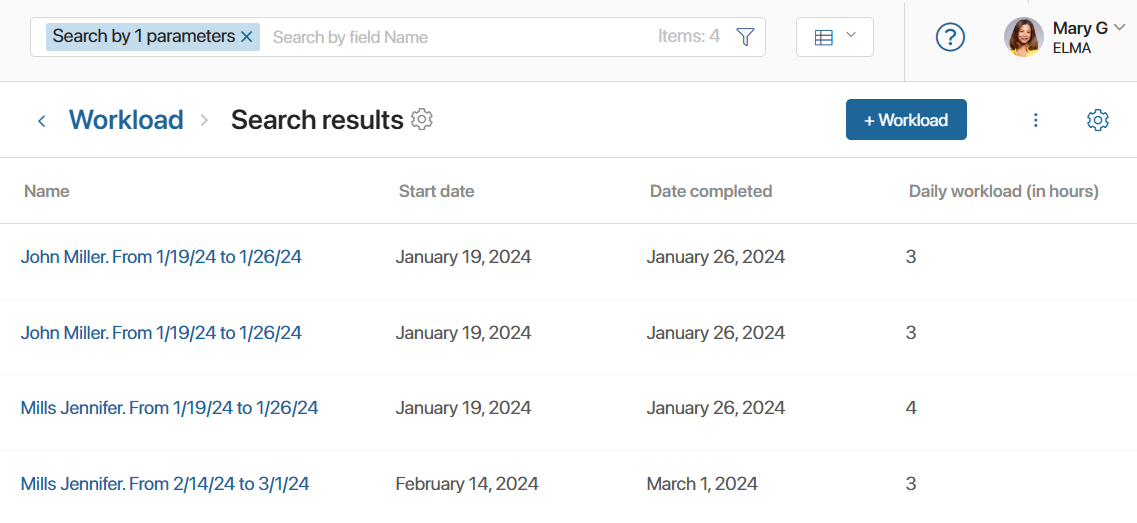 Search by 1 parameters × Search by field Name Items: 4 ? Mary G
ELMA
Workload Search results + Workload
Name Start date Date completed Daily workload (in hours)
John Miller. From 1/19/24 to 1/26/24 January 19, 2024 January 26, 2024 3
John Miller. From 1/19/24 to 1/26/24 January 19, 2024 January 26, 2024 3
Mills Jennifer. From 1/19/24 to 1/26/24 January 19, 2024 January 26, 2024 4
Mills Jennifer. From 2/14/24 to 3/1/24 February 14, 2024 March 1, 2024 3